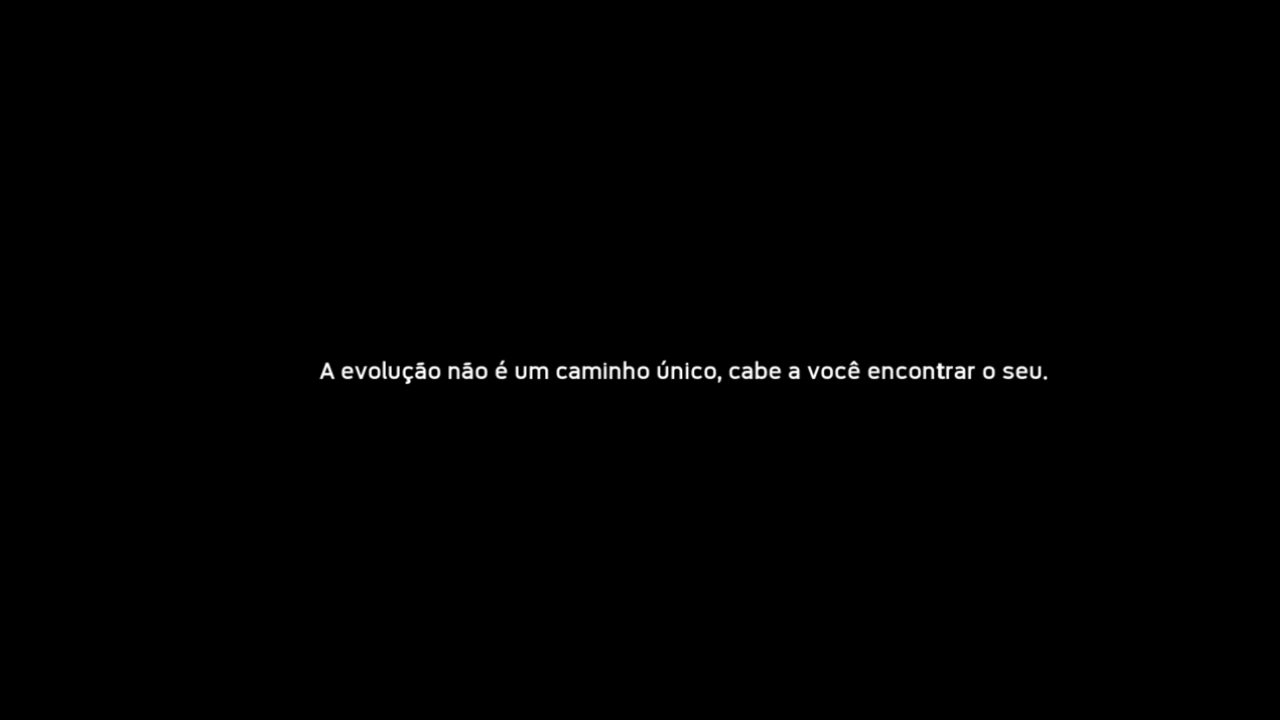 A evolução não é um caminho único, cabe a você encontrar o seu.